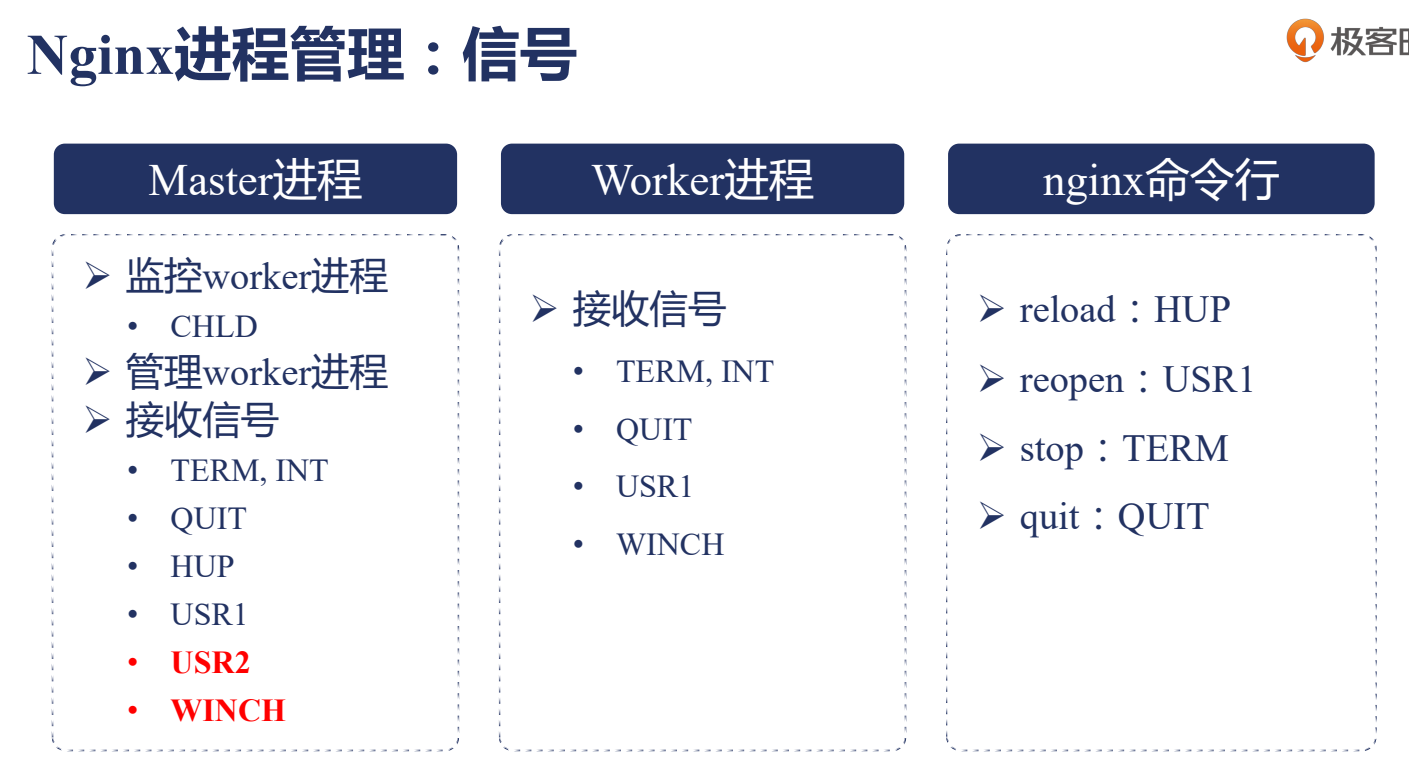 Nginx进程管理：信号
极客
Master进程
监控worker进程
CHLD
管理worker进程
接收信号
TERM, INT
QUIT
HUP
USR1
USR2
WINCH
Worker进程
接收信号
TERM, INT
QUIT
USR1
WINCH
nginx命令行
reload：HUP
reopen：USR1
stop：TERM
quit：QUIT